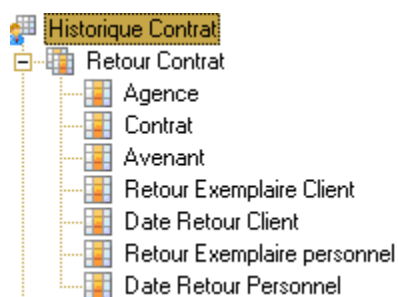 Historique Contrat
Retour Contrat
Agence
Contrat
Avenant
Retour Exemplaire Client
Date Retour Client
Retour Exemplaire personnel
Date Retour Personnel